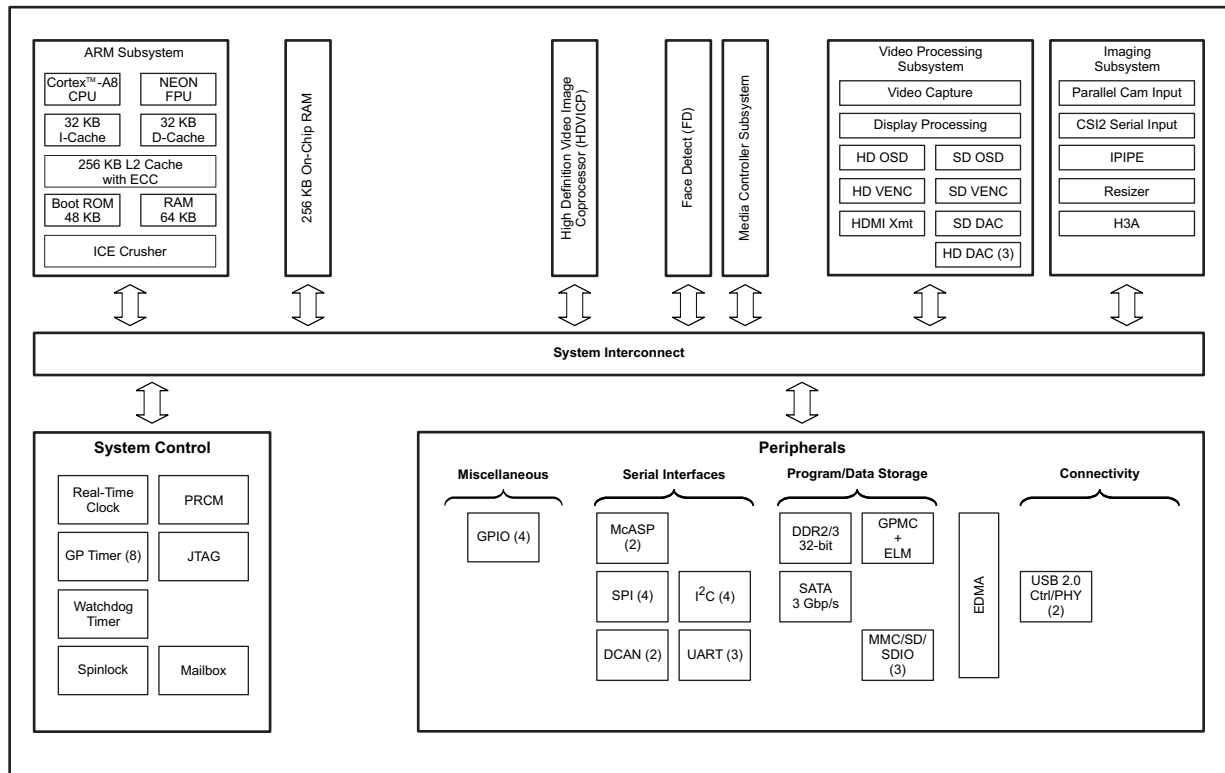 ARM Subsystem
Cortex™-A8
CPU
NEON
FPU
32 KB
I-Cache
32 KB
D-Cache
256 KB L2 Cache
with ECC
Boot ROM
48 KB
RAM
64 KB
ICE Crusher
256 KB On-Chip RAM
High Definition Video Image
Coprocessor (HDVICP)
Face Detect (FD)
Media Controller Subsystem
Video Processing
Subsystem
Video Capture
Display Processing
HD OSD
SD OSD
HD VENC
SD VENC
HDMI Xmt
SD DAC
HD DAC (3)
Imaging
Subsystem
Parallel Cam Input
CSI2 Serial Input
IPIPE
Resizer
H3A
System Interconnect
System Control
Real-Time
Clock
PRCM
GP Timer (8)
JTAG
Watchdog
Timer
Spinlock
Mailbox
Peripherals
Miscellaneous
GPIO (4)
Serial Interfaces
McASP
(2)
SPI (4)
I²C (4)
DCAN (2)
UART (3)
Program/Data Storage
DDR2/3
32-bit
GPMC
+
ELM
SATA
3 Gbp/s
MMC/SD/
SDIO
(3)
EDMA
Connectivity
USB 2.0
Ctrl/PHY
(2)